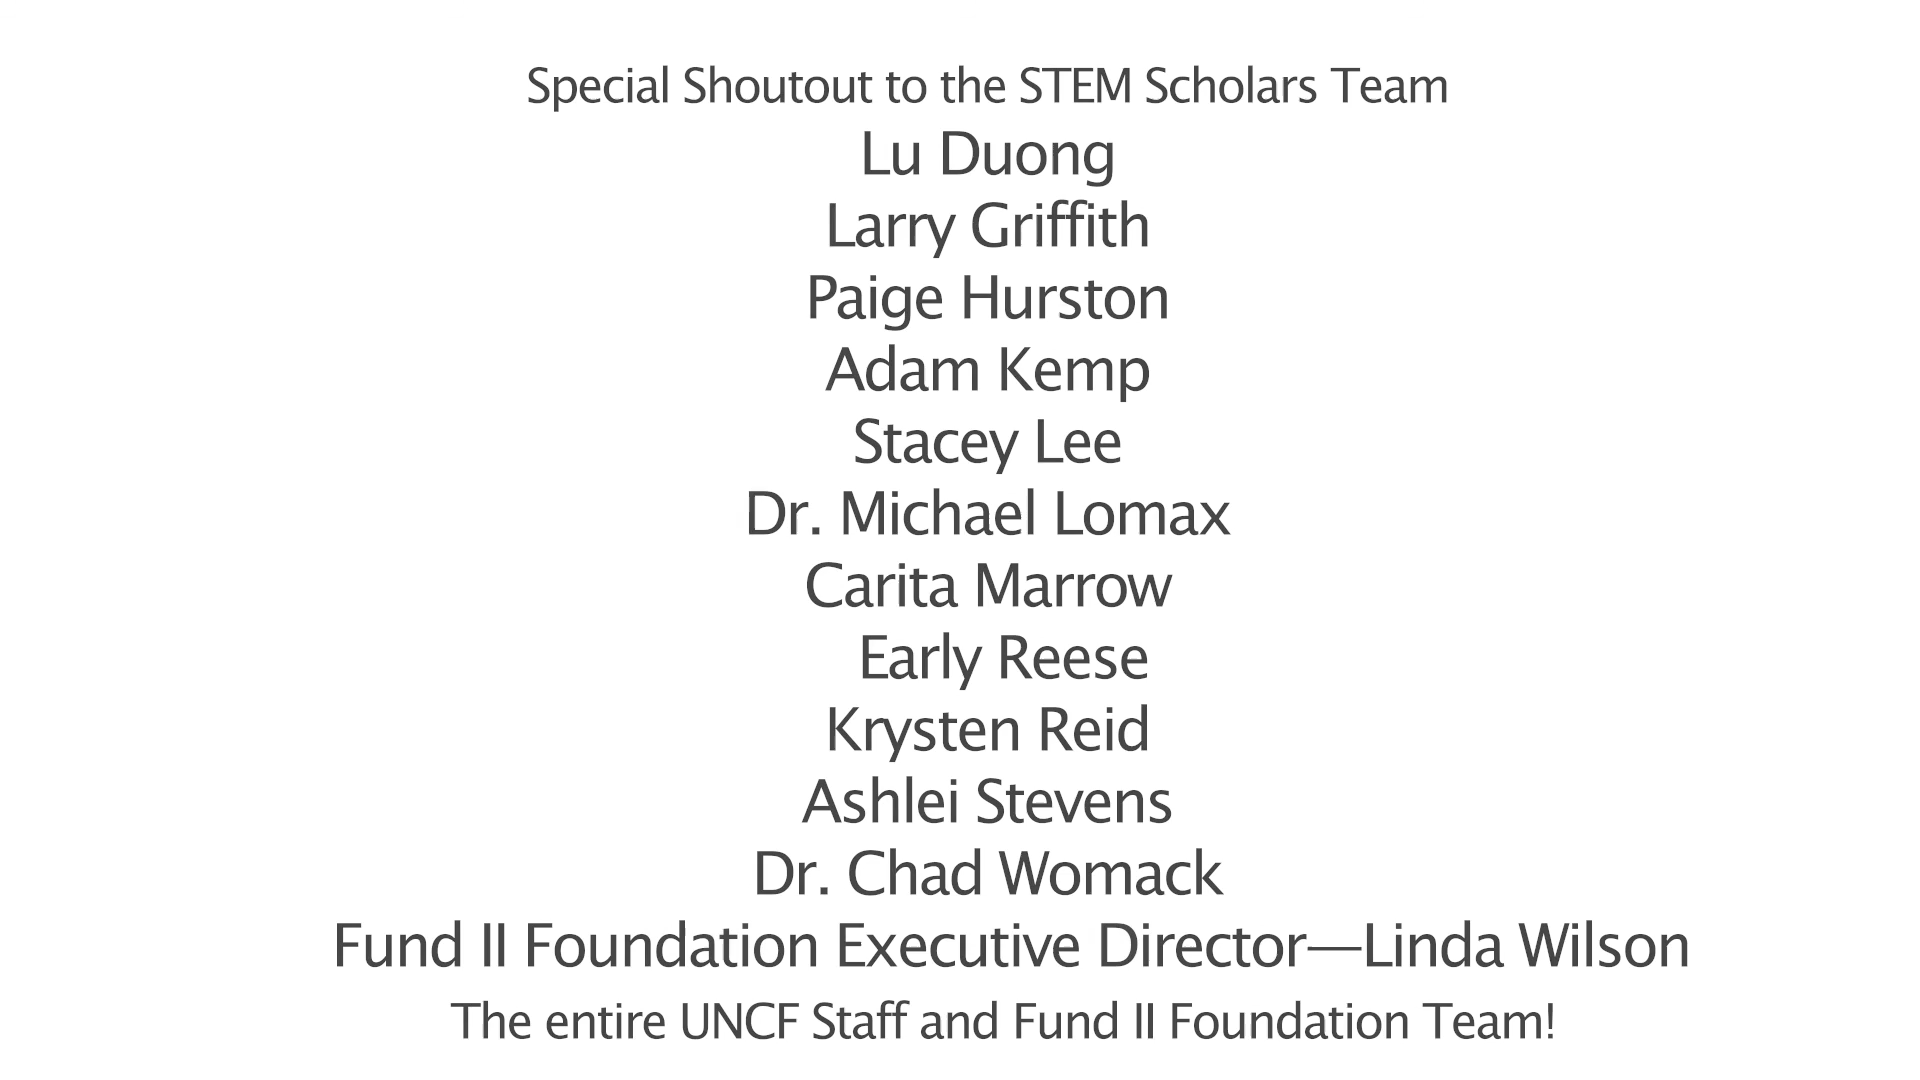 Special Shoutout to the STEM Scholars Team
Lu Duong
Larry Griffith
Paige Hurston
Adam Kemp
Stacey Lee
Dr. Michael Lomax
Carita Marrow
Early Reese
Krysten Reid
Ashlei Stevens
Dr. Chad Womack
Fund II Foundation Executive Director—Linda Wilson
The entire UNCF Staff and Fund II Foundation Team!